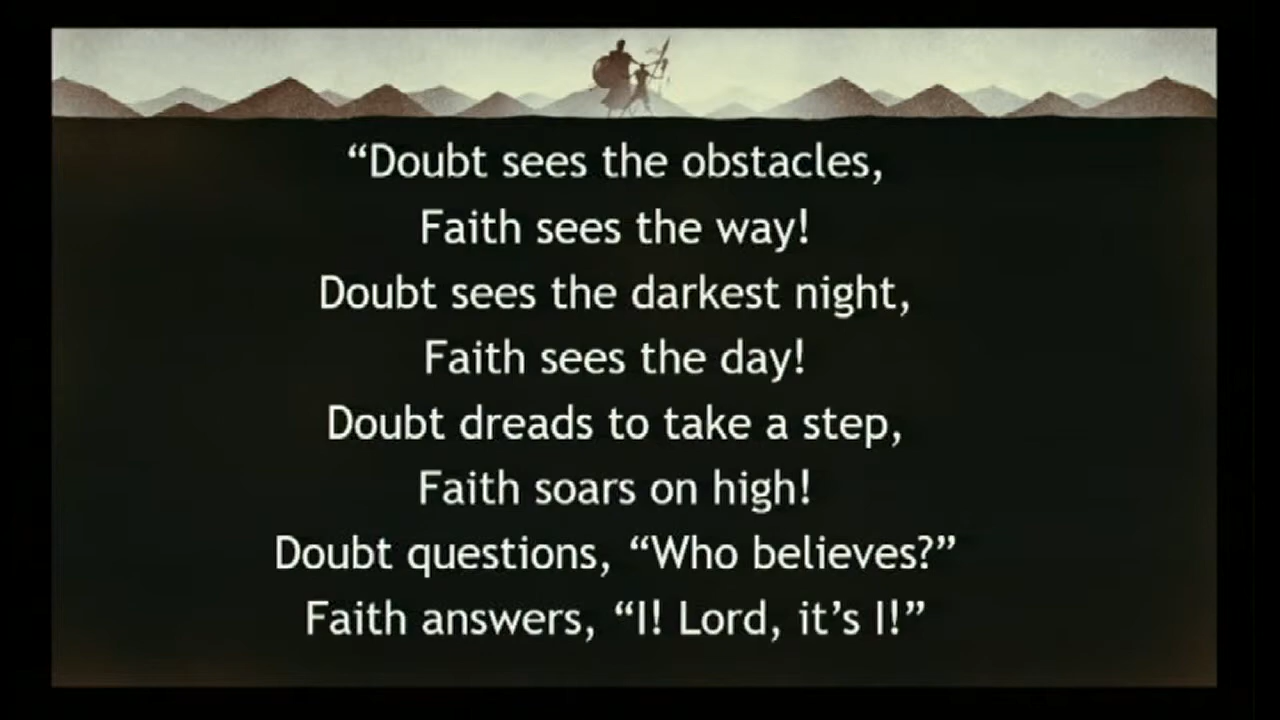 “Doubt sees the obstacles,
Faith sees the way!
Doubt sees the darkest night,
Faith sees the day!
Doubt dreads to take a step,
Faith soars on high!
Doubt questions, “Who believes?”
Faith answers, “I! Lord, it’s I!”